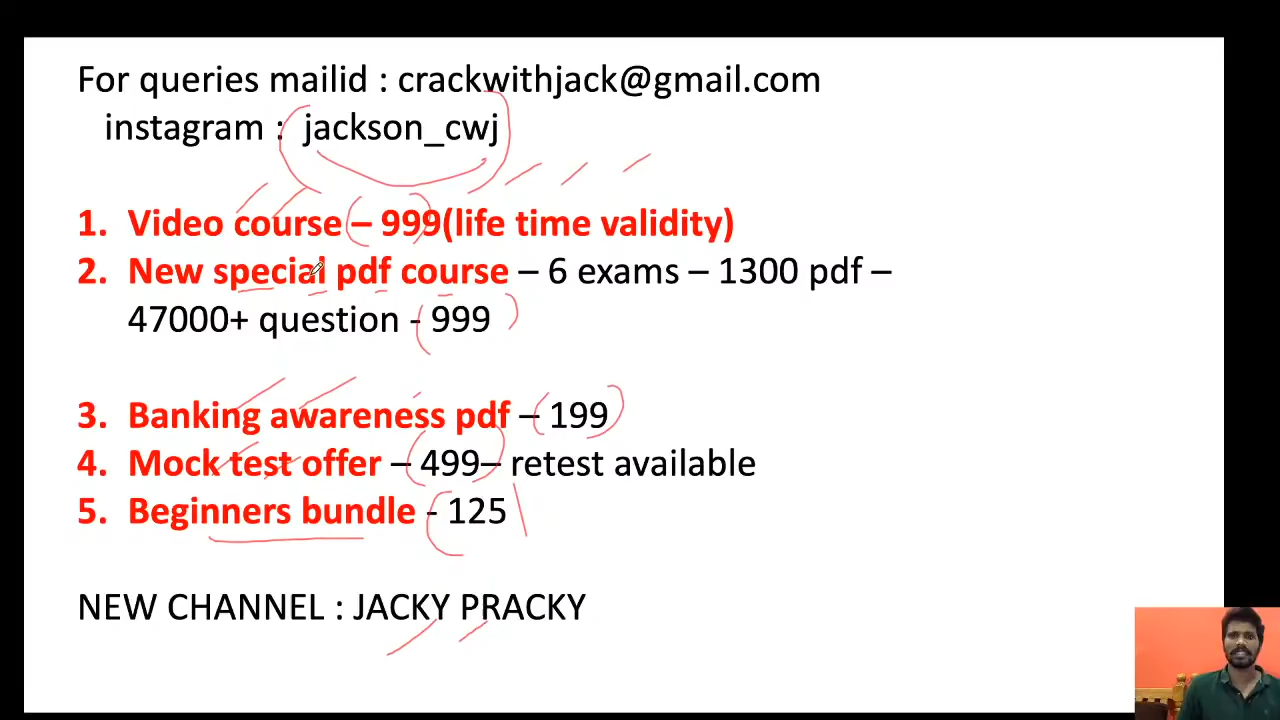 For queries mailid : crackwithjack@gmail.com
instagram : jackson_cwj
1. Video course – 999(life time validity)
2. New special pdf course – 6 exams – 1300 pdf –
47000+ question - 999
3. Banking awareness pdf – 199
4. Mock test offer – 499– retest available
5. Beginners bundle - 125
NEW CHANNEL : JACKY PRACKY